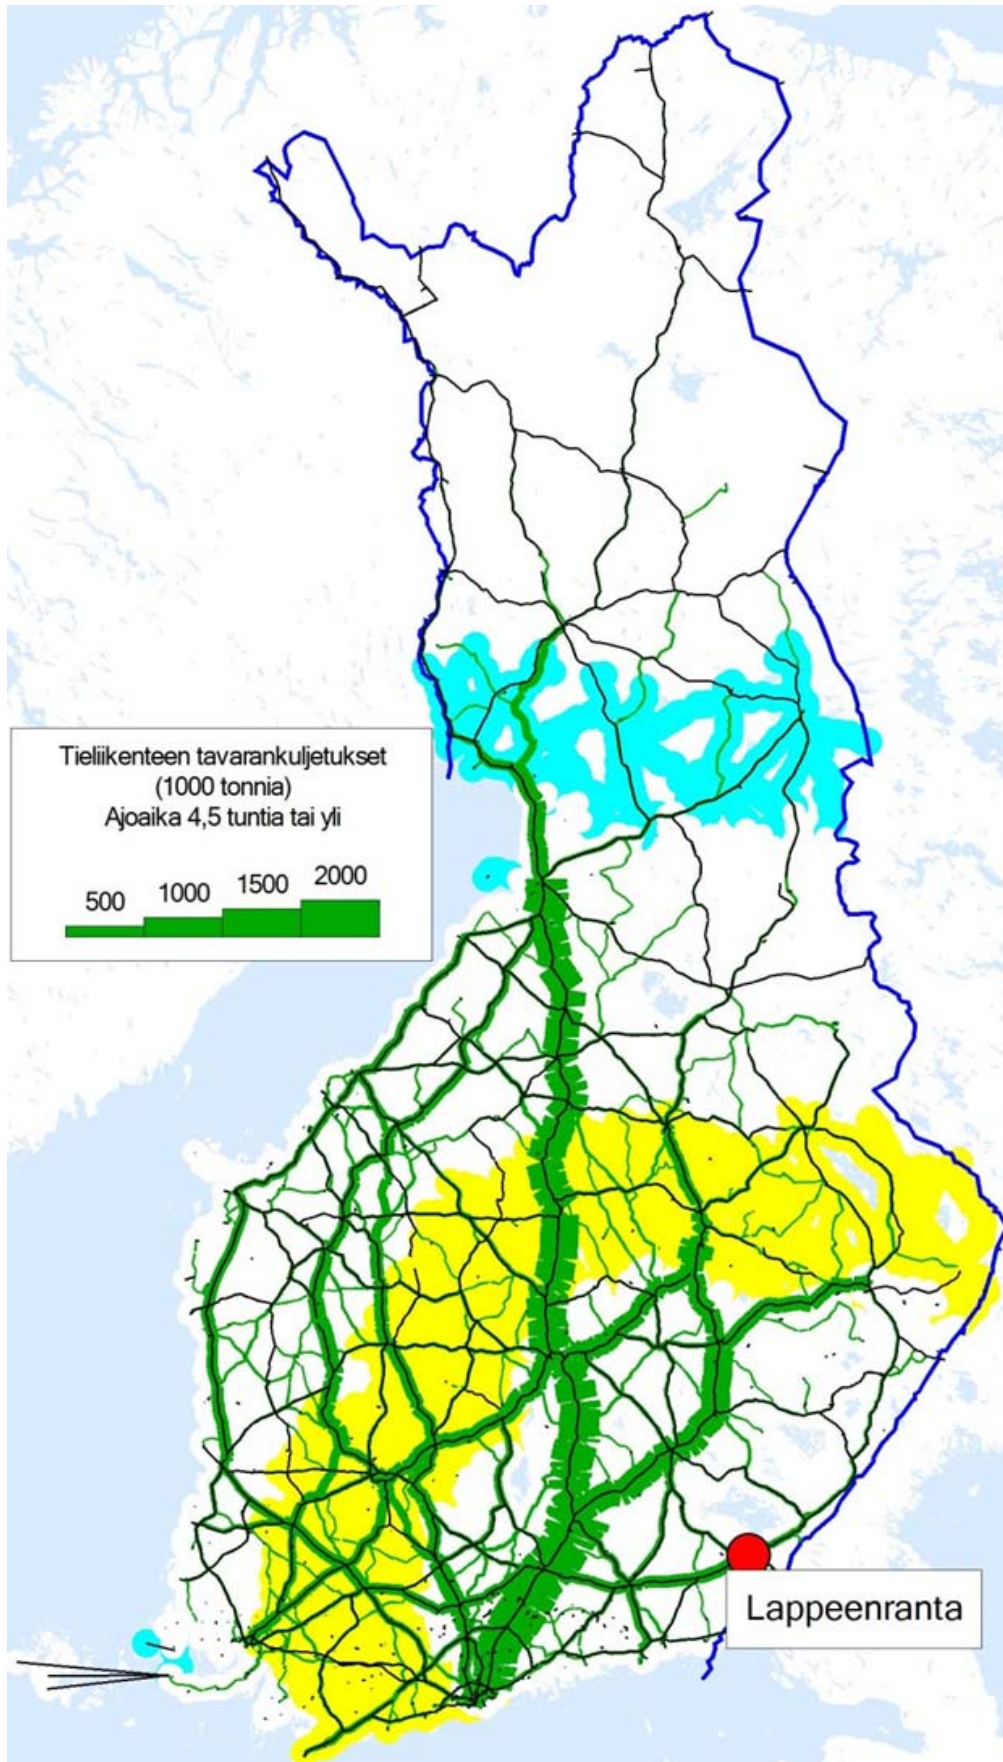 Tieliikenteen tavarankuljetukset
(1000 tonnia)
Ajoaika 4,5 tuntia tai yli
500 1000 1500 2000
Lappeenranta